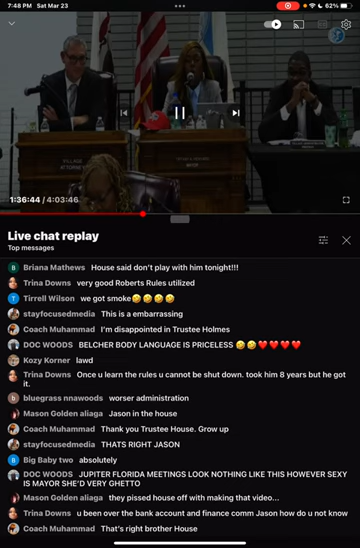 7:48 PM Sat Mar 23
62%
1:36:44 / 4:03:46
Live chat replay
Top messages
B Briana Mathews House said don't play with him tonight!!!
Trina Downs very good Roberts Rules utilized
T Tirrell Wilson we got smoke🤣🤣🤣🤣
stayfocusedmedia This is a embarrassing
Coach Muhammad I'm disappointed in Trustee Holmes
DOC WOODS BELCHER BODY LANGUAGE IS PRICELESS 🤣🤣❤️❤️❤️❤️
Kozy Korner lawd
Trina Downs Once u learn the rules u cannot be shut down. took him 8 years but he got
it.
b bluegrass nnawoods worser administration
Mason Golden aliaga Jason in the house
Coach Muhammad Thank you Trustee House. Grow up
stayfocusedmedia THATS RIGHT JASON
B Big Baby two absolutely
DOC WOODS JUPITER FLORIDA MEETINGS LOOK NOTHING LIKE THIS HOWEVER SEXY
IS MAYOR SHE'D VERY GHETTO
Mason Golden aliaga they pissed house off with making that video...
Trina Downs u been over the bank account and finance comm Jason how do u not know
Coach Muhammad That's right brother House